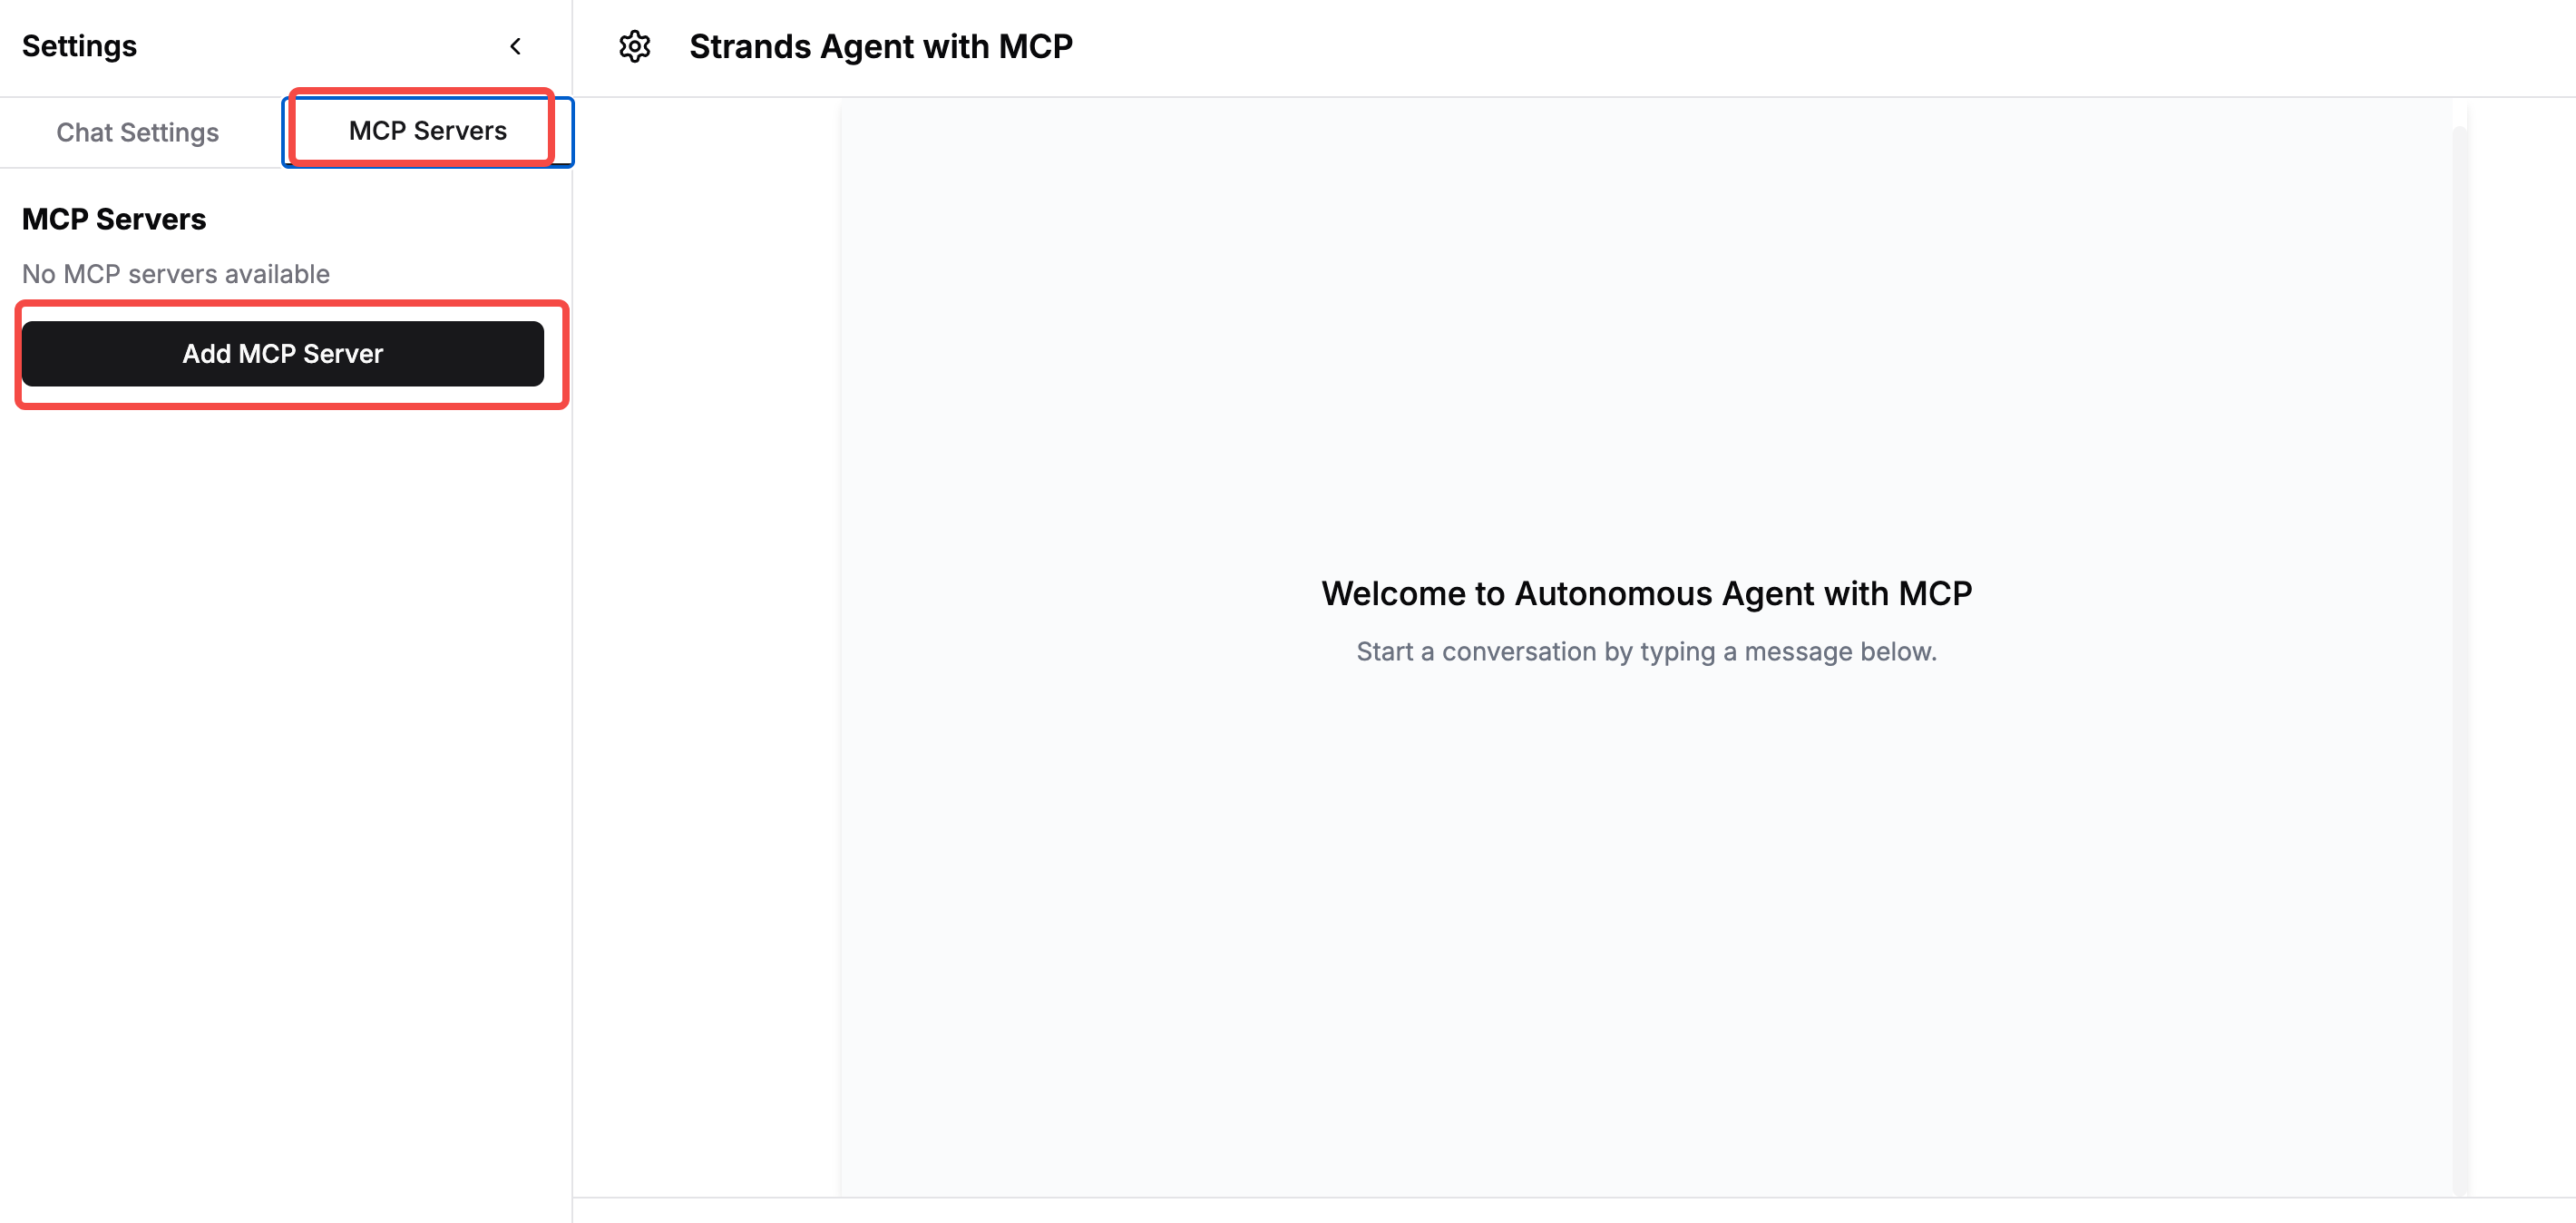 Settings
Strands Agent with MCP
Chat Settings
MCP Servers
MCP Servers
No MCP servers available
Add MCP Server
Welcome to Autonomous Agent with MCP
Start a conversation by typing a message below.